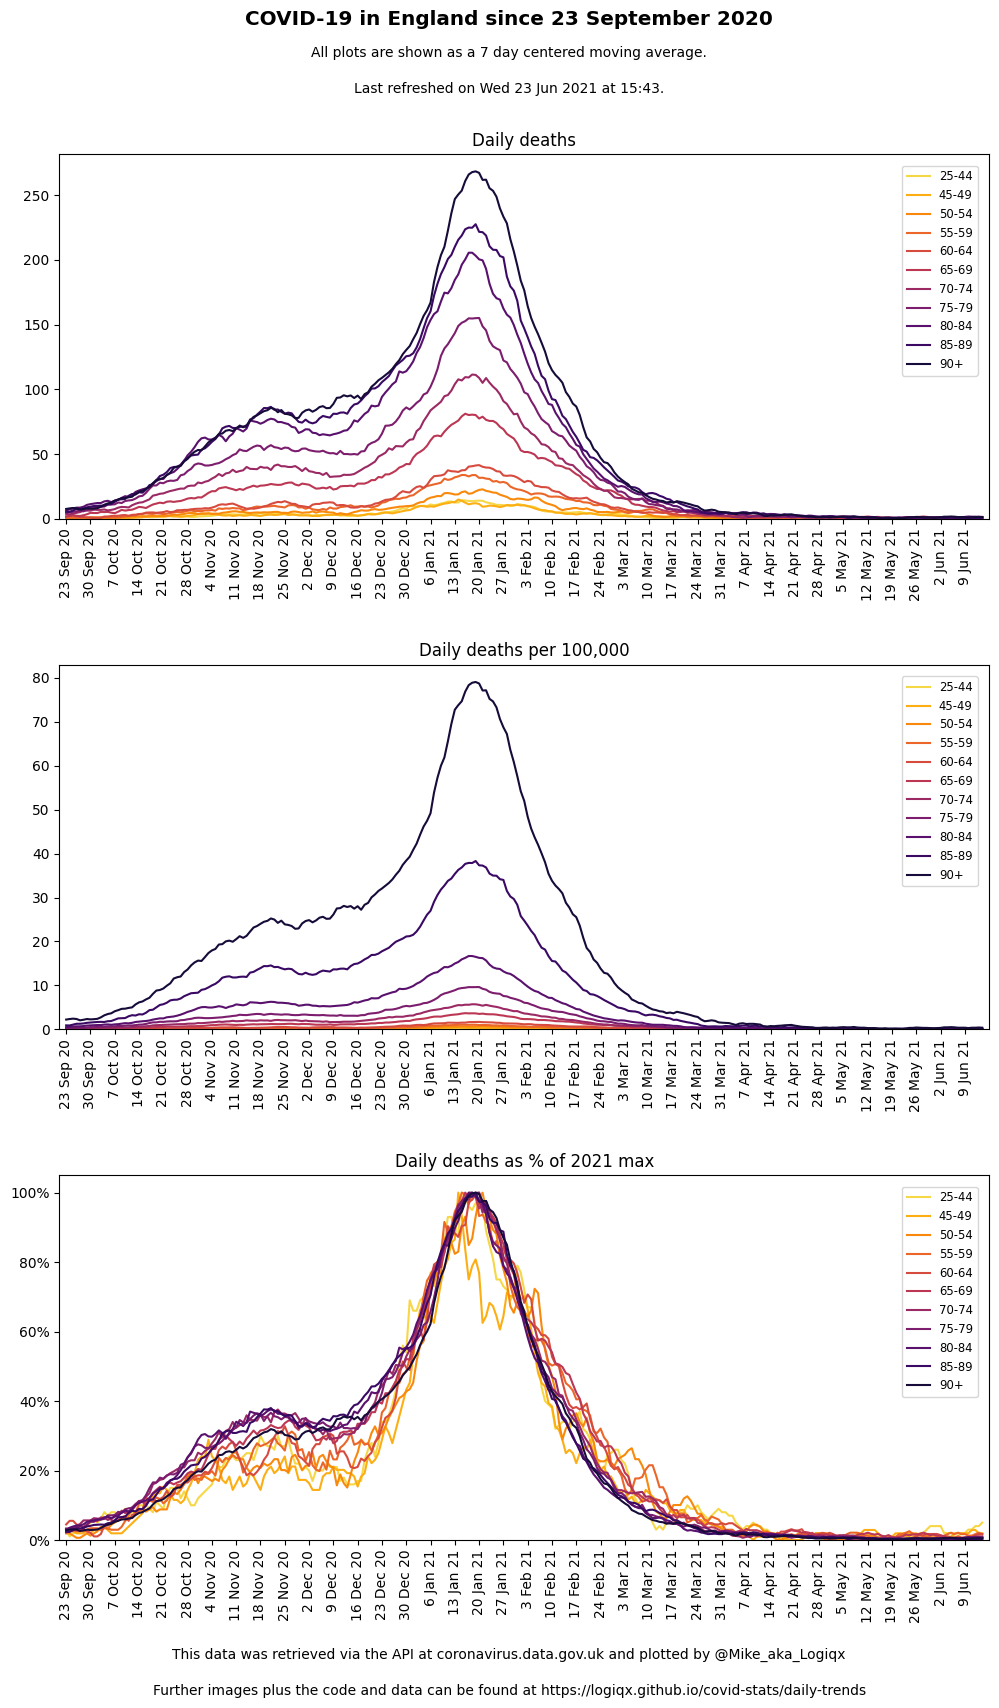 COVID-19 in England since 23 September 2020
All plots are shown as a 7 day centered moving average.
Last refreshed on Wed 23 Jun 2021 at 15:43.
Daily deaths
250
200
150
100
50
0
25-44
45-49
50-54
55-59
60-64
65-69
70-74
75-79
80-84
85-89
90+
23 Sep 20
30 Sep 20
7 Oct 20
14 Oct 20
21 Oct 20
28 Oct 20
4 Nov 20
11 Nov 20
18 Nov 20
25 Nov 20
2 Dec 20
9 Dec 20
16 Dec 20
23 Dec 20
30 Dec 20
6 Jan 21
13 Jan 21
20 Jan 21
27 Jan 21
3 Feb 21
10 Feb 21
17 Feb 21
24 Feb 21
3 Mar 21
10 Mar 21
17 Mar 21
24 Mar 21
31 Mar 21
7 Apr 21
14 Apr 21
21 Apr 21
28 Apr 21
5 May 21
12 May 21
19 May 21
26 May 21
2 Jun 21
9 Jun 21
Daily deaths per 100,000
80
70
60
50
40
30
20
10
0
25-44
45-49
50-54
55-59
60-64
65-69
70-74
75-79
80-84
85-89
90+
23 Sep 20
30 Sep 20
7 Oct 20
14 Oct 20
21 Oct 20
28 Oct 20
4 Nov 20
11 Nov 20
18 Nov 20
25 Nov 20
2 Dec 20
9 Dec 20
16 Dec 20
23 Dec 20
30 Dec 20
6 Jan 21
13 Jan 21
20 Jan 21
27 Jan 21
3 Feb 21
10 Feb 21
17 Feb 21
24 Feb 21
3 Mar 21
10 Mar 21
17 Mar 21
24 Mar 21
31 Mar 21
7 Apr 21
14 Apr 21
21 Apr 21
28 Apr 21
5 May 21
12 May 21
19 May 21
26 May 21
2 Jun 21
9 Jun 21
Daily deaths as % of 2021 max
100%
80%
60%
40%
20%
0%
25-44
45-49
50-54
55-59
60-64
65-69
70-74
75-79
80-84
85-89
90+
23 Sep 20
30 Sep 20
7 Oct 20
14 Oct 20
21 Oct 20
28 Oct 20
4 Nov 20
11 Nov 20
18 Nov 20
25 Nov 20
2 Dec 20
9 Dec 20
16 Dec 20
23 Dec 20
30 Dec 20
6 Jan 21
13 Jan 21
20 Jan 21
27 Jan 21
3 Feb 21
10 Feb 21
17 Feb 21
24 Feb 21
3 Mar 21
10 Mar 21
17 Mar 21
24 Mar 21
31 Mar 21
7 Apr 21
14 Apr 21
21 Apr 21
28 Apr 21
5 May 21
12 May 21
19 May 21
26 May 21
2 Jun 21
9 Jun 21
This data was retrieved via the API at coronavirus.data.gov.uk and plotted by @Mike_aka_Logiqx
Further images plus the code and data can be found at https://logiqx.github.io/covid-stats/daily-trends